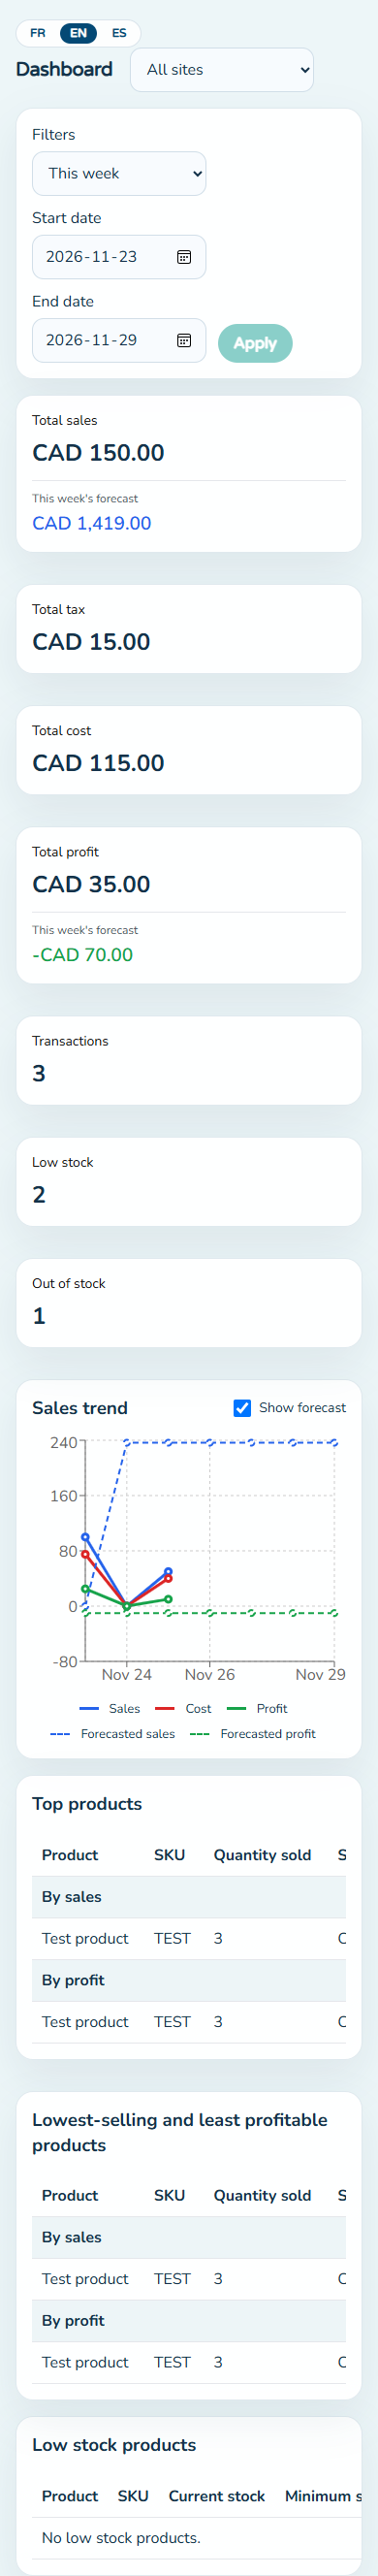 FR EN ES
Dashboard All sites
Filters
This week
Start date
2026-11-23
End date
2026-11-29 Apply
Total sales
CAD 150.00
This week's forecast
CAD 1,419.00
Total tax
CAD 15.00
Total cost
CAD 115.00
Total profit
CAD 35.00
This week's forecast
-CAD 70.00
Transactions
3
Low stock
2
Out of stock
1
Sales trend Show forecast
240
160
80
0
-80
Nov 24 Nov 26 Nov 29
Sales Cost Profit
Forecasted sales Forecasted profit
Top products
Product SKU Quantity sold S
By sales
Test product TEST 3 C
By profit
Test product TEST 3 C
Lowest-selling and least profitable
products
Product SKU Quantity sold S
By sales
Test product TEST 3 C
By profit
Test product TEST 3 C
Low stock products
Product SKU Current stock Minimum s
No low stock products.